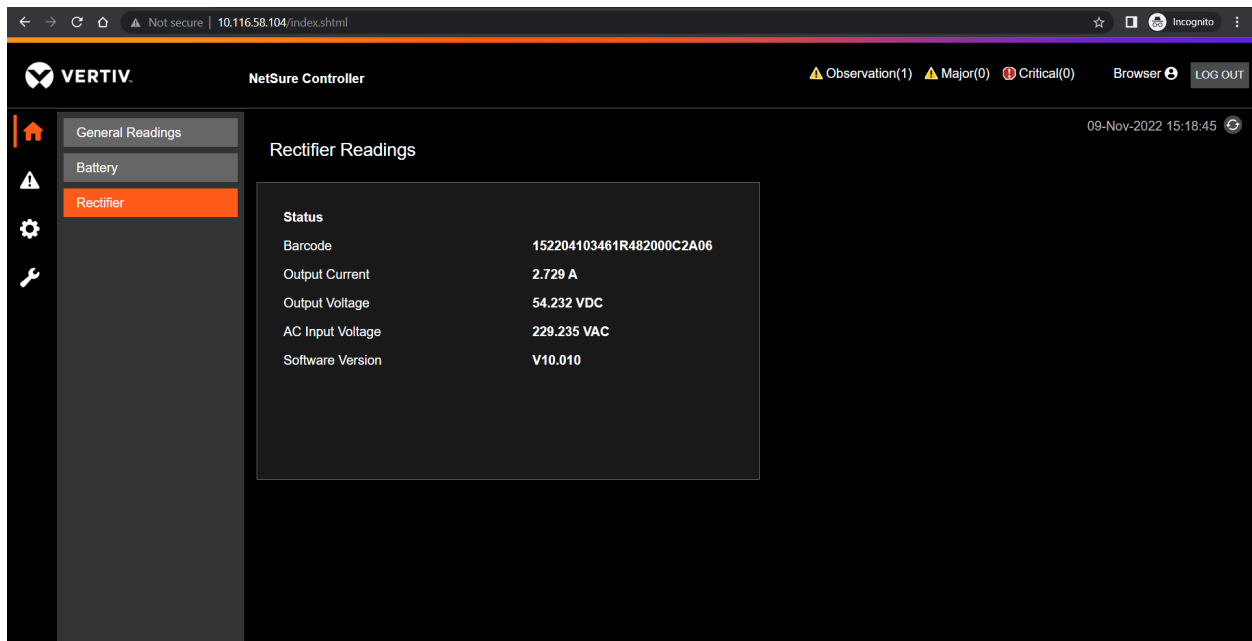 Not secure | 10.116.58.104/index.shtml Incognito
VERTIV. NetSure Controller Observation(1) Major(0) Critical(0) Browser LOG OUT
09-Nov-2022 15:18:45
General Readings
Battery
Rectifier
Rectifier Readings
Status
Barcode 152204103461R482000C2A06
Output Current 2.729 A
Output Voltage 54.232 VDC
AC Input Voltage 229.235 VAC
Software Version V10.010